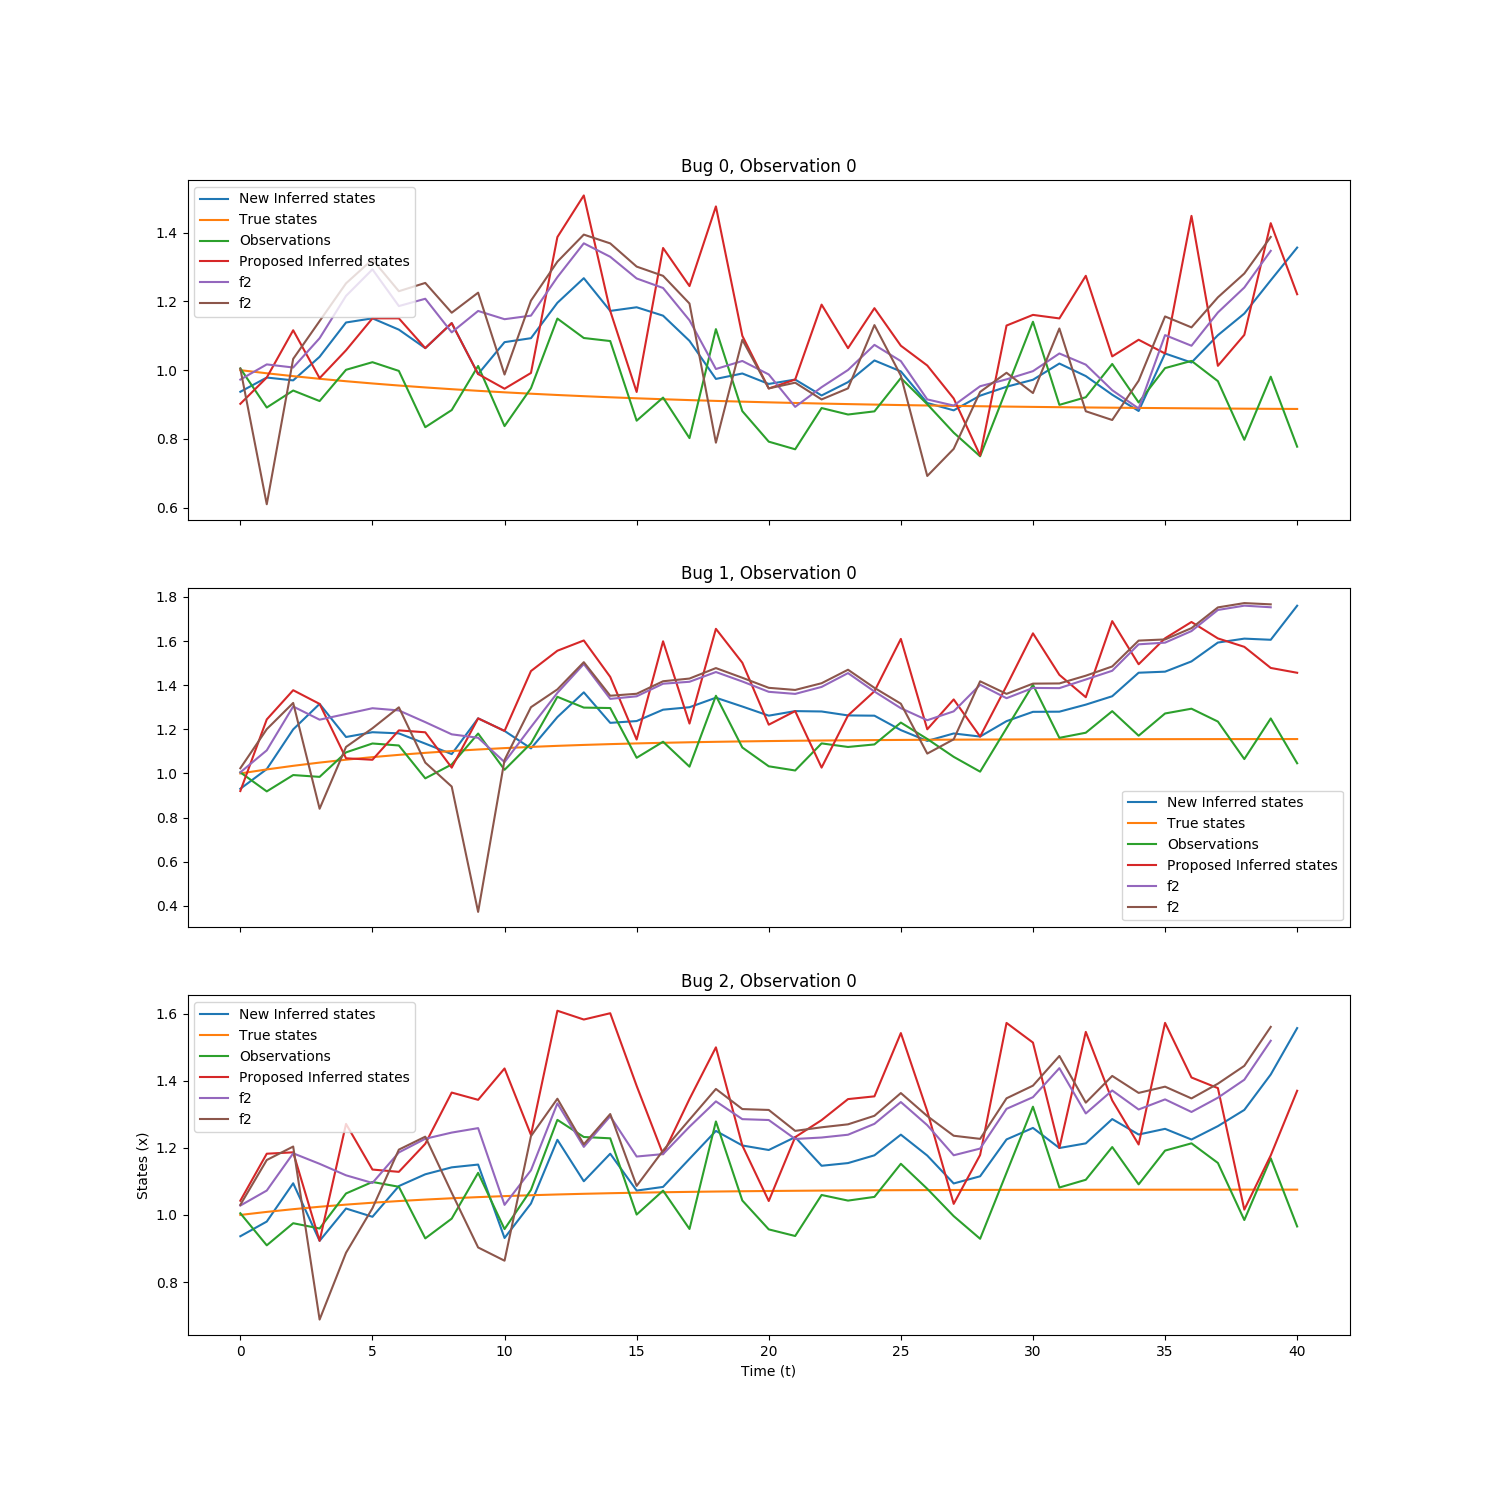 Bug 0, Observation 0
New Inferred states
True states
Observations
Proposed Inferred states
f2
f2
1.4
1.2
1.0
0.8
0.6
Bug 1, Observation 0
1.8
1.6
1.4
1.2
1.0
0.8
0.6
0.4
New Inferred states
True states
Observations
Proposed Inferred states
f2
f2
Bug 2, Observation 0
New Inferred states
True states
Observations
Proposed Inferred states
f2
f2
1.6
1.4
1.2
1.0
0.8
States (x)
0 5 10 15 20 25 30 35 40
Time (t)